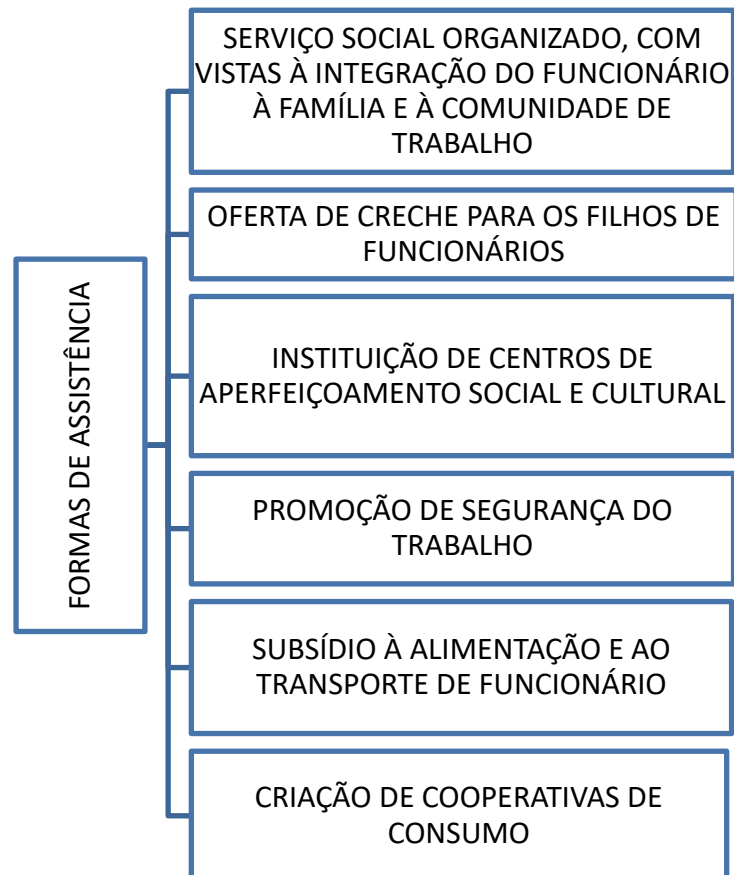 FORMAS DE ASSISTÊNCIA
SERVIÇO SOCIAL ORGANIZADO, COM
VISTAS À INTEGRAÇÃO DO FUNCIONÁRIO
À FAMÍLIA E À COMUNIDADE DE
TRABALHO
OFERTA DE CRECHE PARA OS FILHOS DE
FUNCIONÁRIOS
INSTITUIÇÃO DE CENTROS DE
APERFEIÇOAMENTO SOCIAL E CULTURAL
PROMOÇÃO DE SEGURANÇA DO
TRABALHO
SUBSÍDIO À ALIMENTAÇÃO E AO
TRANSPORTE DE FUNCIONÁRIO
CRIAÇÃO DE COOPERATIVAS DE
CONSUMO